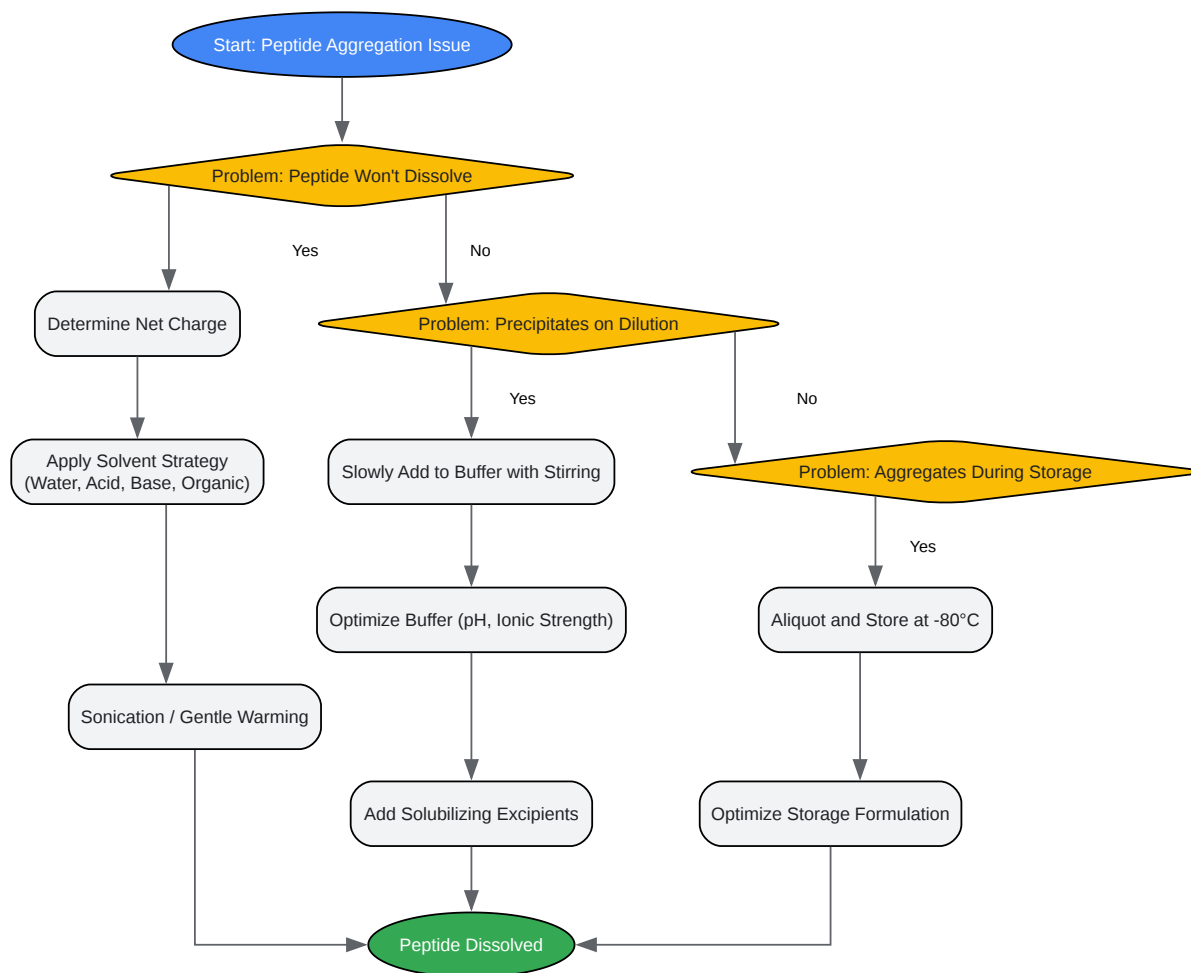 Start: Peptide Aggregation Issue
Problem: Peptide Won't Dissolve
Yes
No
Determine Net Charge
Problem: Precipitates on Dilution
Yes
No
Apply Solvent Strategy
(Water, Acid, Base, Organic)
Slowly Add to Buffer with Stirring
Problem: Aggregates During Storage
Yes
Optimize Buffer (pH, Ionic Strength)
Aliquot and Store at -80°C
Sonication / Gentle Warming
Add Solubilizing Excipients
Optimize Storage Formulation
Peptide Dissolved